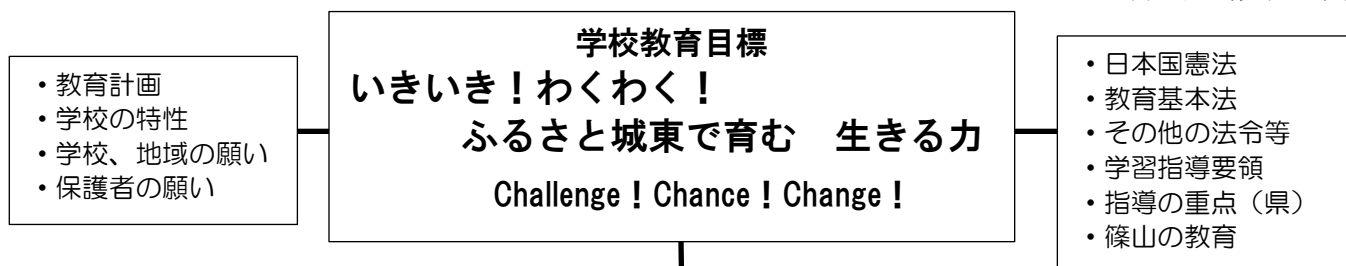 学校教育目標
いきいき！わくわく！
ふるさと城東で育む　生きる力
Challenge！Chance！Change！
・教育計画
・学校の特性
・学校、地域の願い
・保護者の願い
・日本国憲法
・教育基本法
・その他の法令等
・学習指導要領
・指導の重点（県）
・篠山の教育